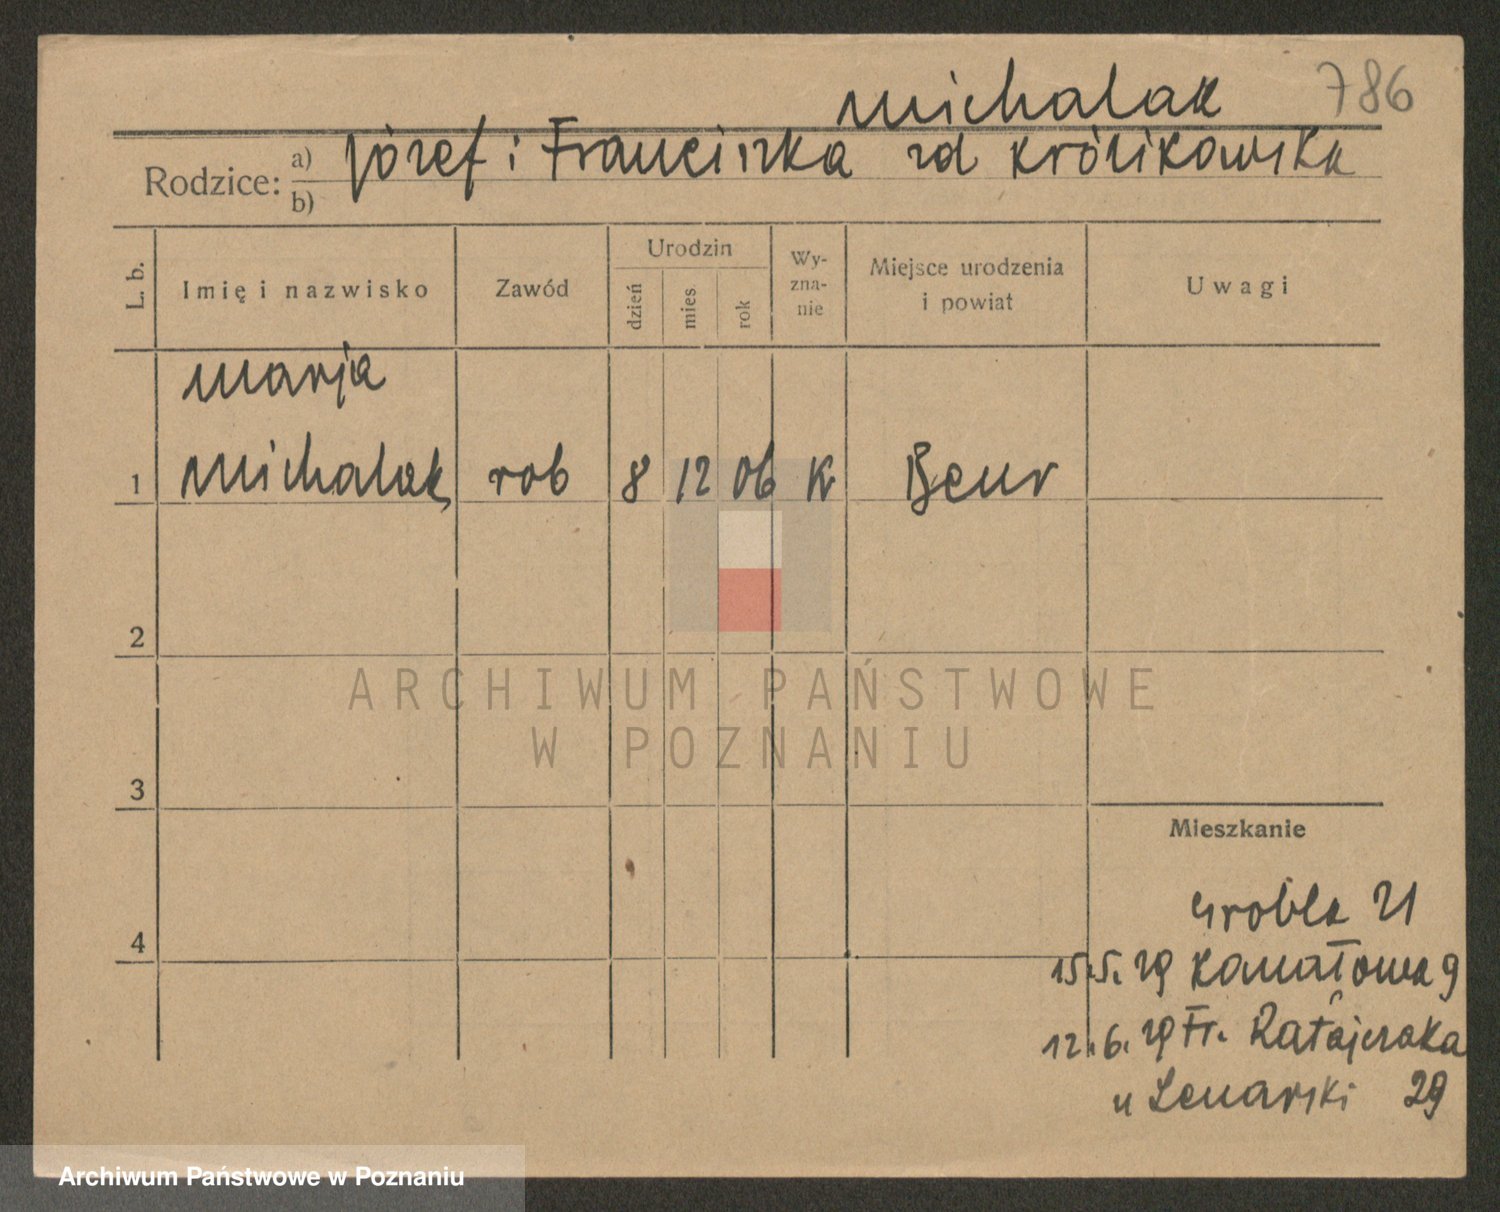 Michalak 786
Rodzice: a) Józef i Franciszka zd Królikowska
b)
L. b. Imię i nazwisko Zawód Urodzin dzień mies. rok Wy-zna-nie Miejsce urodzenia i powiat Uwagi
Marja
1 Michalak rob 8 12 06 K
2
ARCHIWUM PAŃSTWOWE
W POZNANIU
3
Mieszkanie
Grobla 21
4
15.5.29 Kanałowa 9
12.6.29 Fr. Ratajczaka
u Lenarski 29
Archiwum Państwowe w Poznaniu